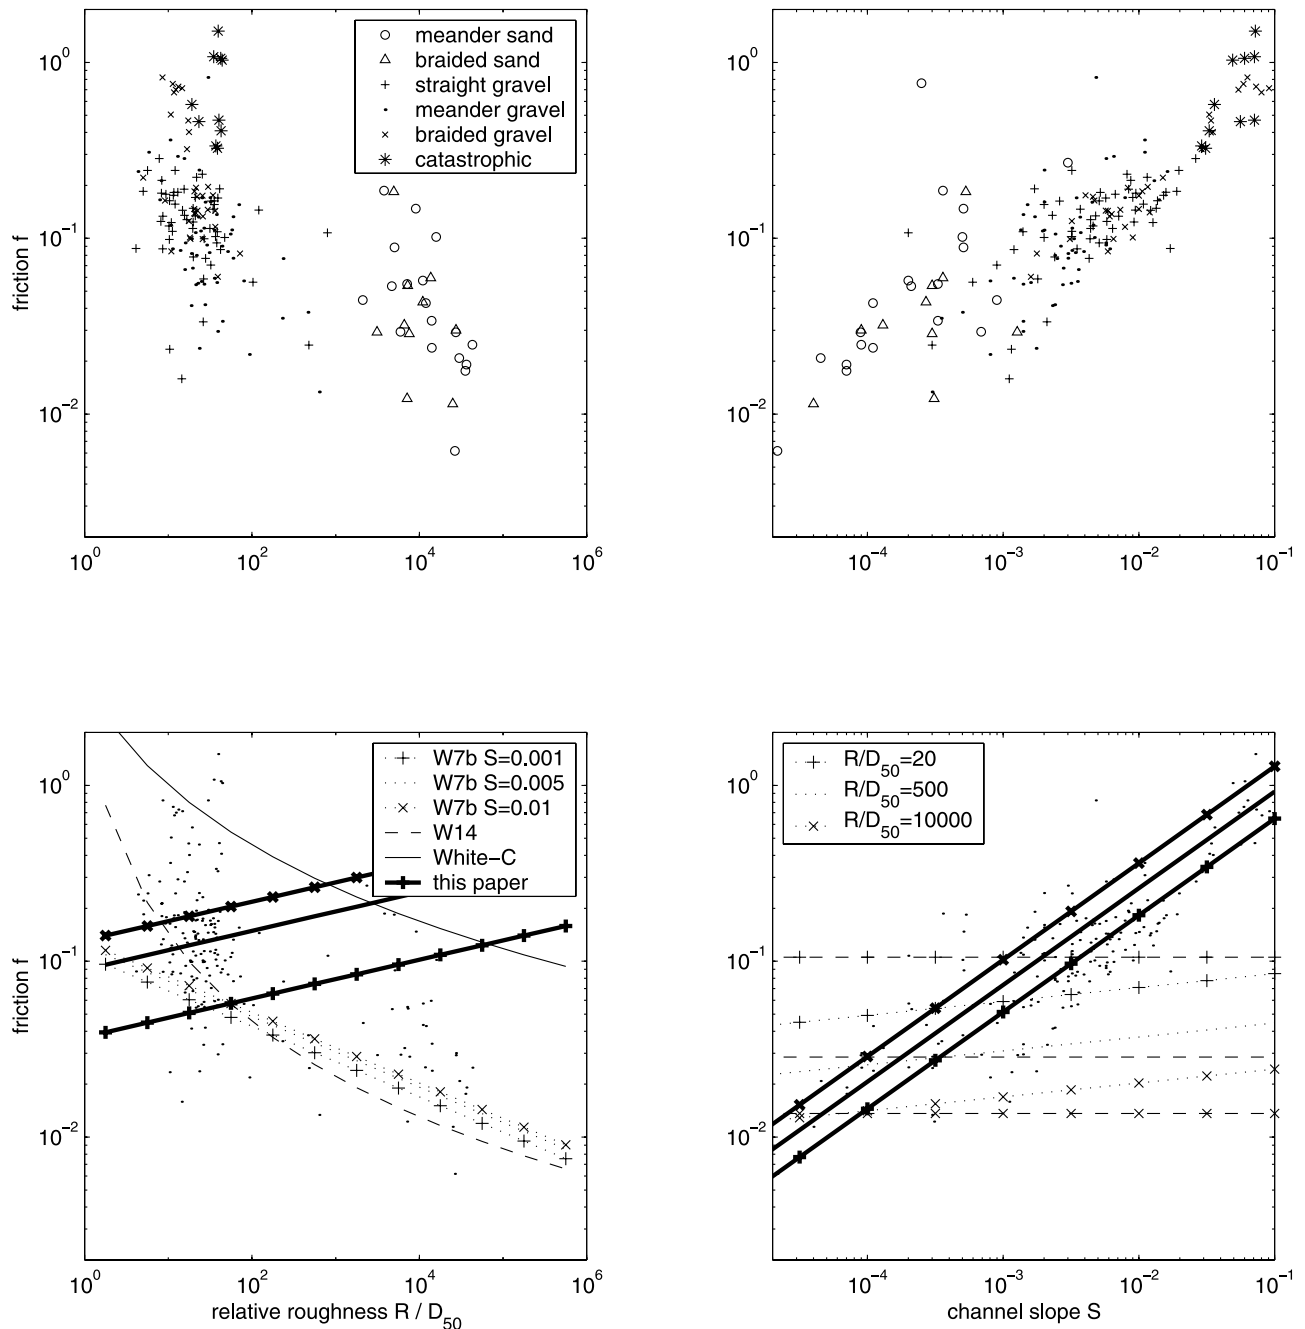 meander sand
braided sand
straight gravel
meander gravel
braided gravel
catastrophic
friction f
10^0
10^-1
10^-2
10^0
10^2
10^4
10^6
10^0
10^-1
10^-2
10^-4
10^-3
10^-2
10^-1
W7b S=0.001
W7b S=0.005
W7b S=0.01
W14
White-C
this paper
friction f
10^0
10^-1
10^-2
10^0
10^2
10^4
10^6
relative roughness R / D_50
R/D_50=20
R/D_50=500
R/D_50=10000
10^0
10^-1
10^-2
10^-4
10^-3
10^-2
10^-1
channel slope S